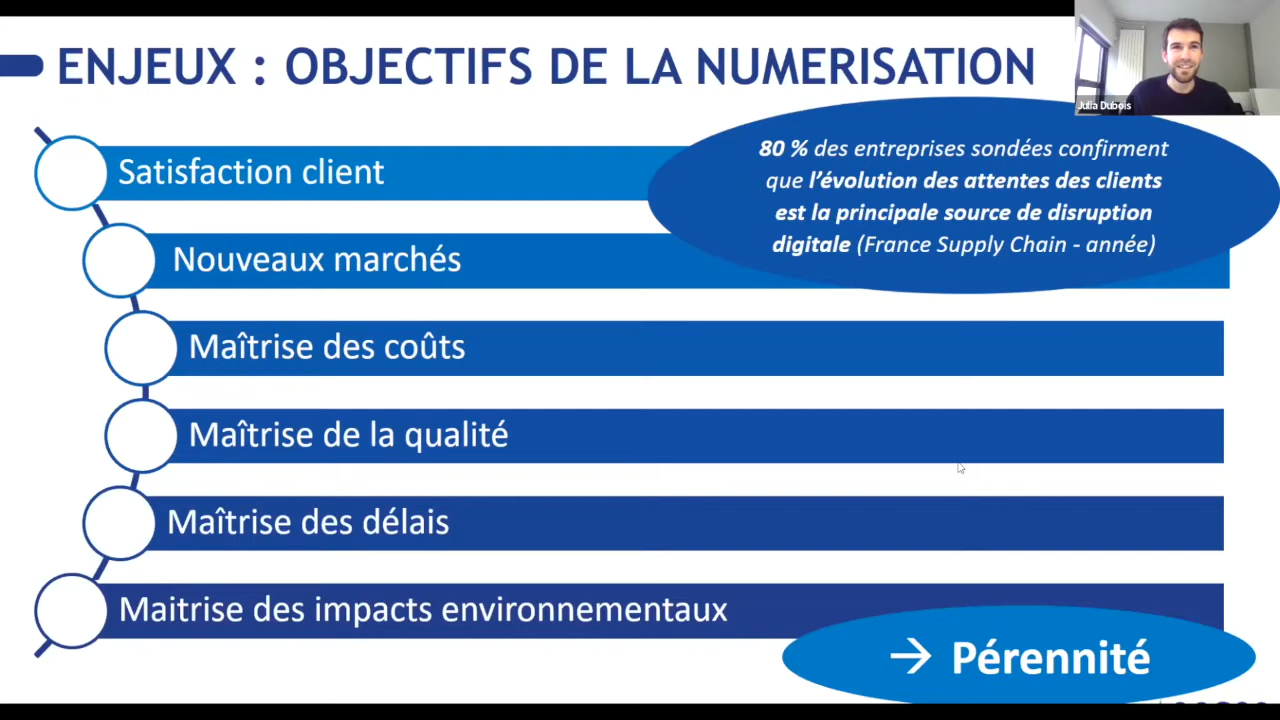 ENJEUX : OBJECTIFS DE LA NUMERISATION
Julia Dubois
80 % des entreprises sondées confirment
que l’évolution des attentes des clients
est la principale source de disruption
digitale (France Supply Chain - année)
Satisfaction client
Nouveaux marchés
Maîtrise des coûts
Maîtrise de la qualité
Maîtrise des délais
Maitrise des impacts environnementaux
→ Pérennité